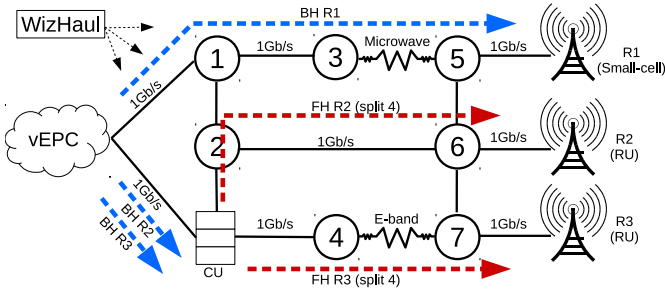 WizHaul
BH R1
1Gb/s
1
1Gb/s
3
Microwave
5
1Gb/s
R1
(Small-cell)
vEPC
FH R2 (split 4)
2
1Gb/s
6
1Gb/s
R2
(RU)
1Gb/s
BH R2
BH R3
CU
1Gb/s
4
E-band
7
1Gb/s
R3
(RU)
FH R3 (split 4)